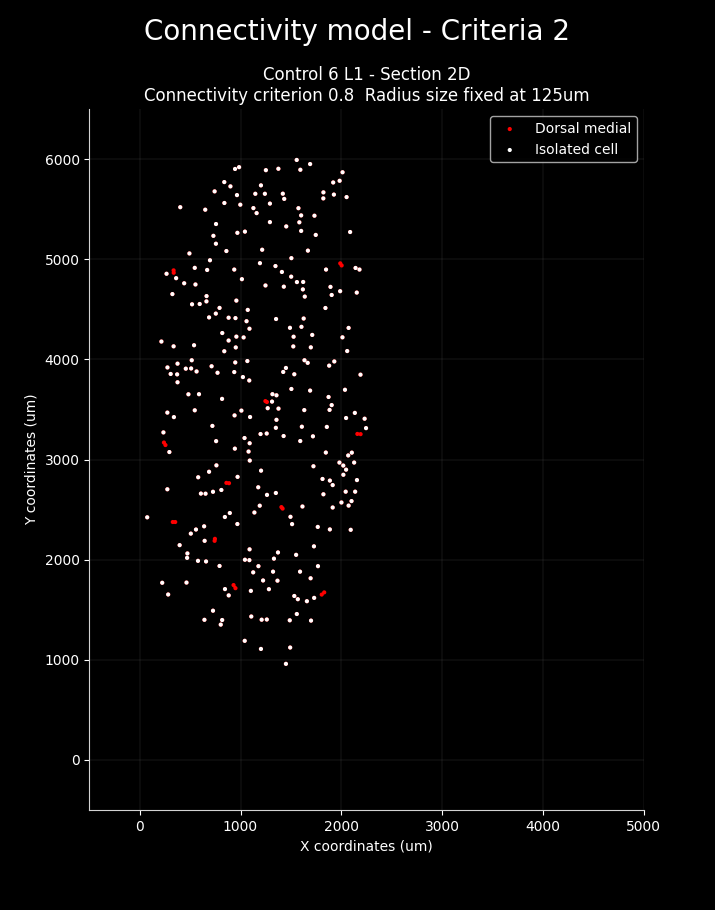 Connectivity model - Criteria 2
Control 6 L1 - Section 2D
Connectivity criterion 0.8  Radius size fixed at 125um
Dorsal medial
Isolated cell
6000
5000
4000
3000
2000
1000
0
Y coordinates (um)
0 1000 2000 3000 4000 5000
X coordinates (um)